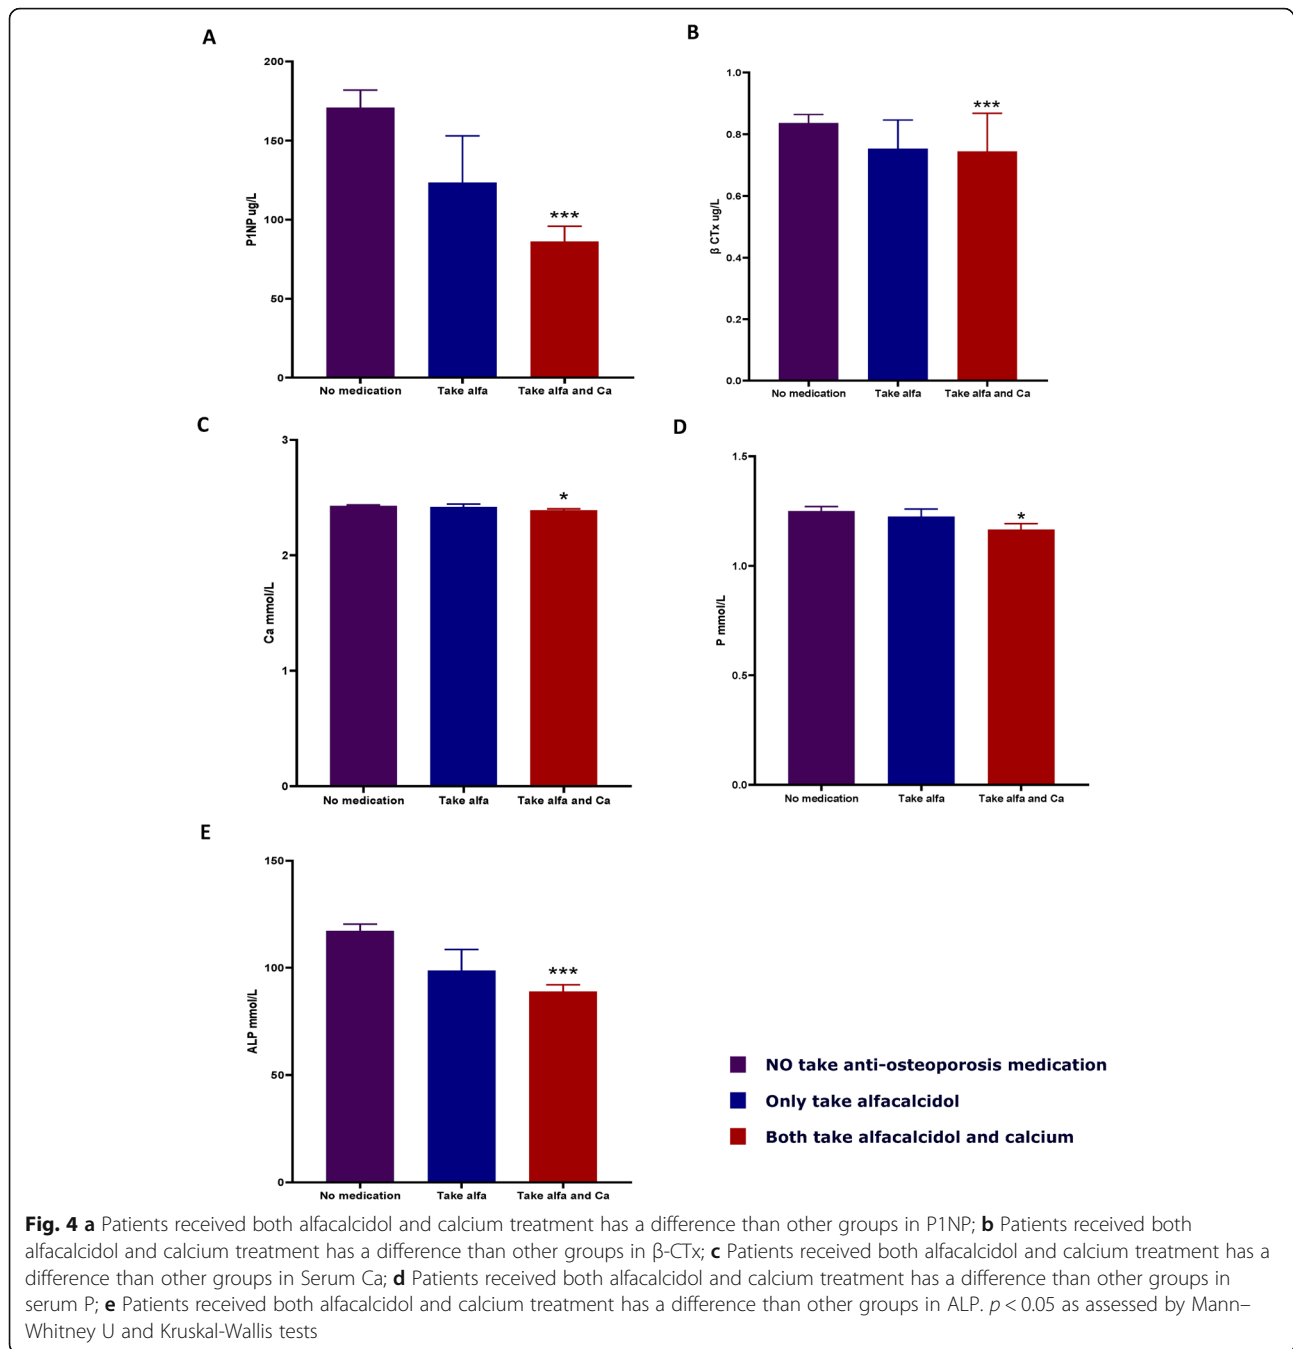 A
200
150
100
50
0
P1NP ug/L
***
No medication
Take alfa
Take alfa and Ca
B
1.0
0.8
0.6
0.4
0.2
0.0
β CTx ug/L
***
No medication
Take alfa
Take alfa and Ca
C
3
2
1
0
Ca mmol/L
*
No medication
Take alfa
Take alfa and Ca
D
1.5
1.0
0.5
0.0
P mmol/L
*
No medication
Take alfa
Take alfa and Ca
E
150
100
50
0
ALP mmol/L
***
No medication
Take alfa
Take alfa and Ca
NO take anti-osteoporosis medication
Only take alfacalcidol
Both take alfacalcidol and calcium
Fig. 4 a Patients received both alfacalcidol and calcium treatment has a difference than other groups in P1NP; b Patients received both
alfacalcidol and calcium treatment has a difference than other groups in β-CTx; c Patients received both alfacalcidol and calcium treatment has a
difference than other groups in Serum Ca; d Patients received both alfacalcidol and calcium treatment has a difference than other groups in
serum P; e Patients received both alfacalcidol and calcium treatment has a difference than other groups in ALP. p < 0.05 as assessed by Mann–
Whitney U and Kruskal-Wallis tests